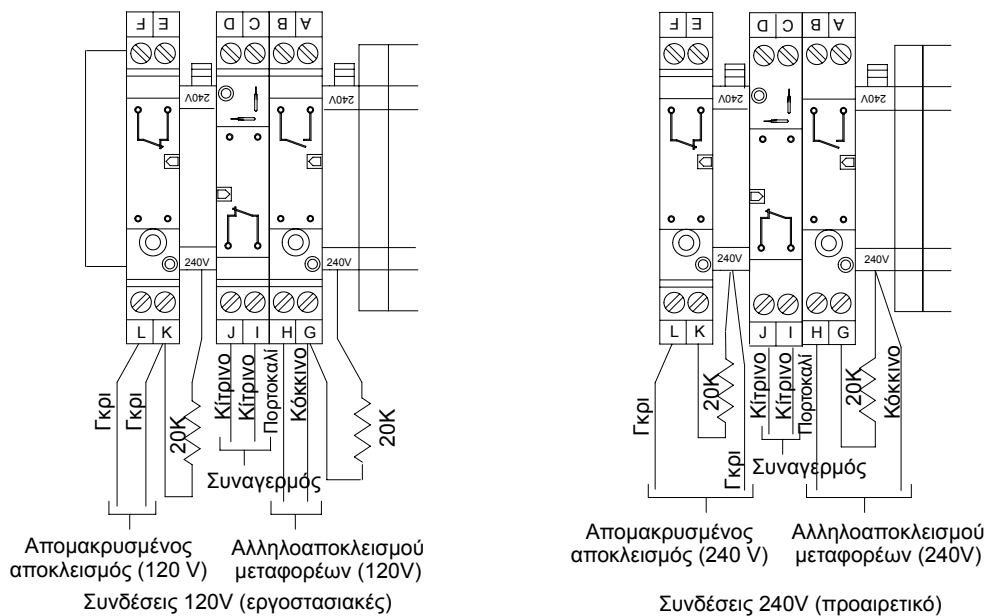 F E D C B A
240V 240V
240V 240V
L K J I H G
Γκρι Γκρι 20K Κίτρινο Κίτρινο Πορτοκαλί Κόκκινο 20K
Συναγερμός
Απομακρυσμένος
αποκλεισμός (120 V)
Αλληλοαποκλεισμού
μεταφορέων (120V)
Συνδέσεις 120V (εργοστασιακές)
F E D C B A
240V 240V
240V 240V
L K J I H G
Γκρι 20K Γκρι Κίτρινο Κίτρινο Πορτοκαλί 20K Κόκκινο
Συναγερμός
Απομακρυσμένος
αποκλεισμός (240 V)
Αλληλοαποκλεισμού
μεταφορέων (240V)
Συνδέσεις 240V (προαιρετικό)